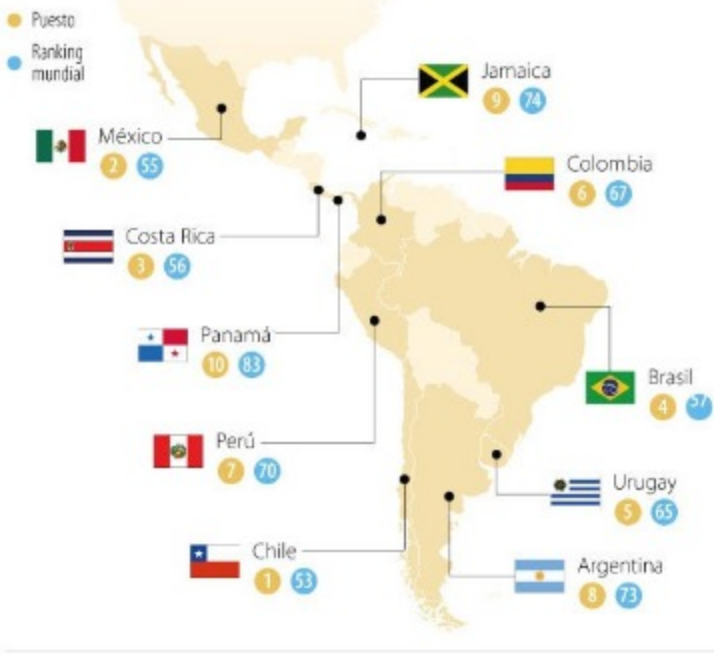 Puesto
Ranking
mundial
Jamaica
9 74
México
2 55
Colombia
6 67
Costa Rica
3 56
Panamá
10 83
Brasil
4 57
Perú
7 70
Urugay
5 65
Chile
1 53
Argentina
8 73